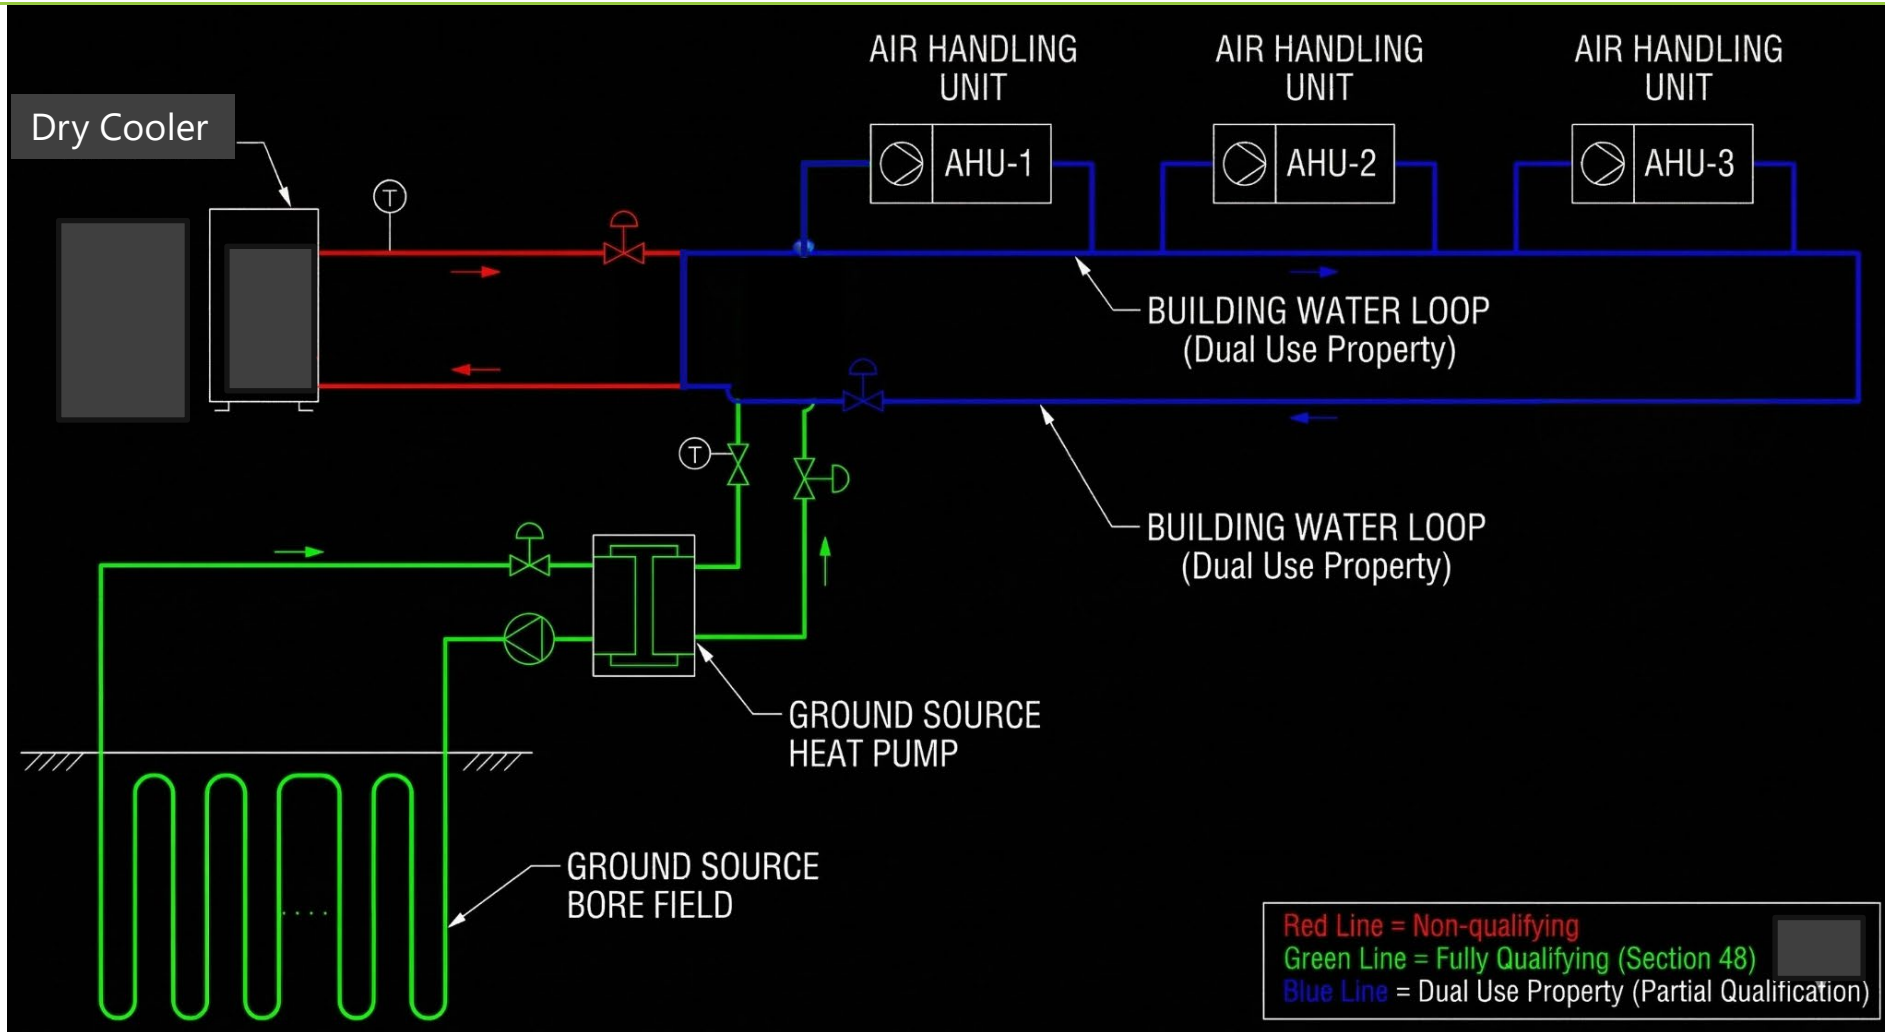 AIR HANDLING
UNIT
AIR HANDLING
UNIT
AIR HANDLING
UNIT
Dry Cooler
T
AHU-1
AHU-2
AHU-3
BUILDING WATER LOOP
(Dual Use Property)
T
BUILDING WATER LOOP
(Dual Use Property)
GROUND SOURCE
HEAT PUMP
GROUND SOURCE
BORE FIELD
Red Line = Non-qualifying
Green Line = Fully Qualifying (Section 48)
Blue Line = Dual Use Property (Partial Qualification)